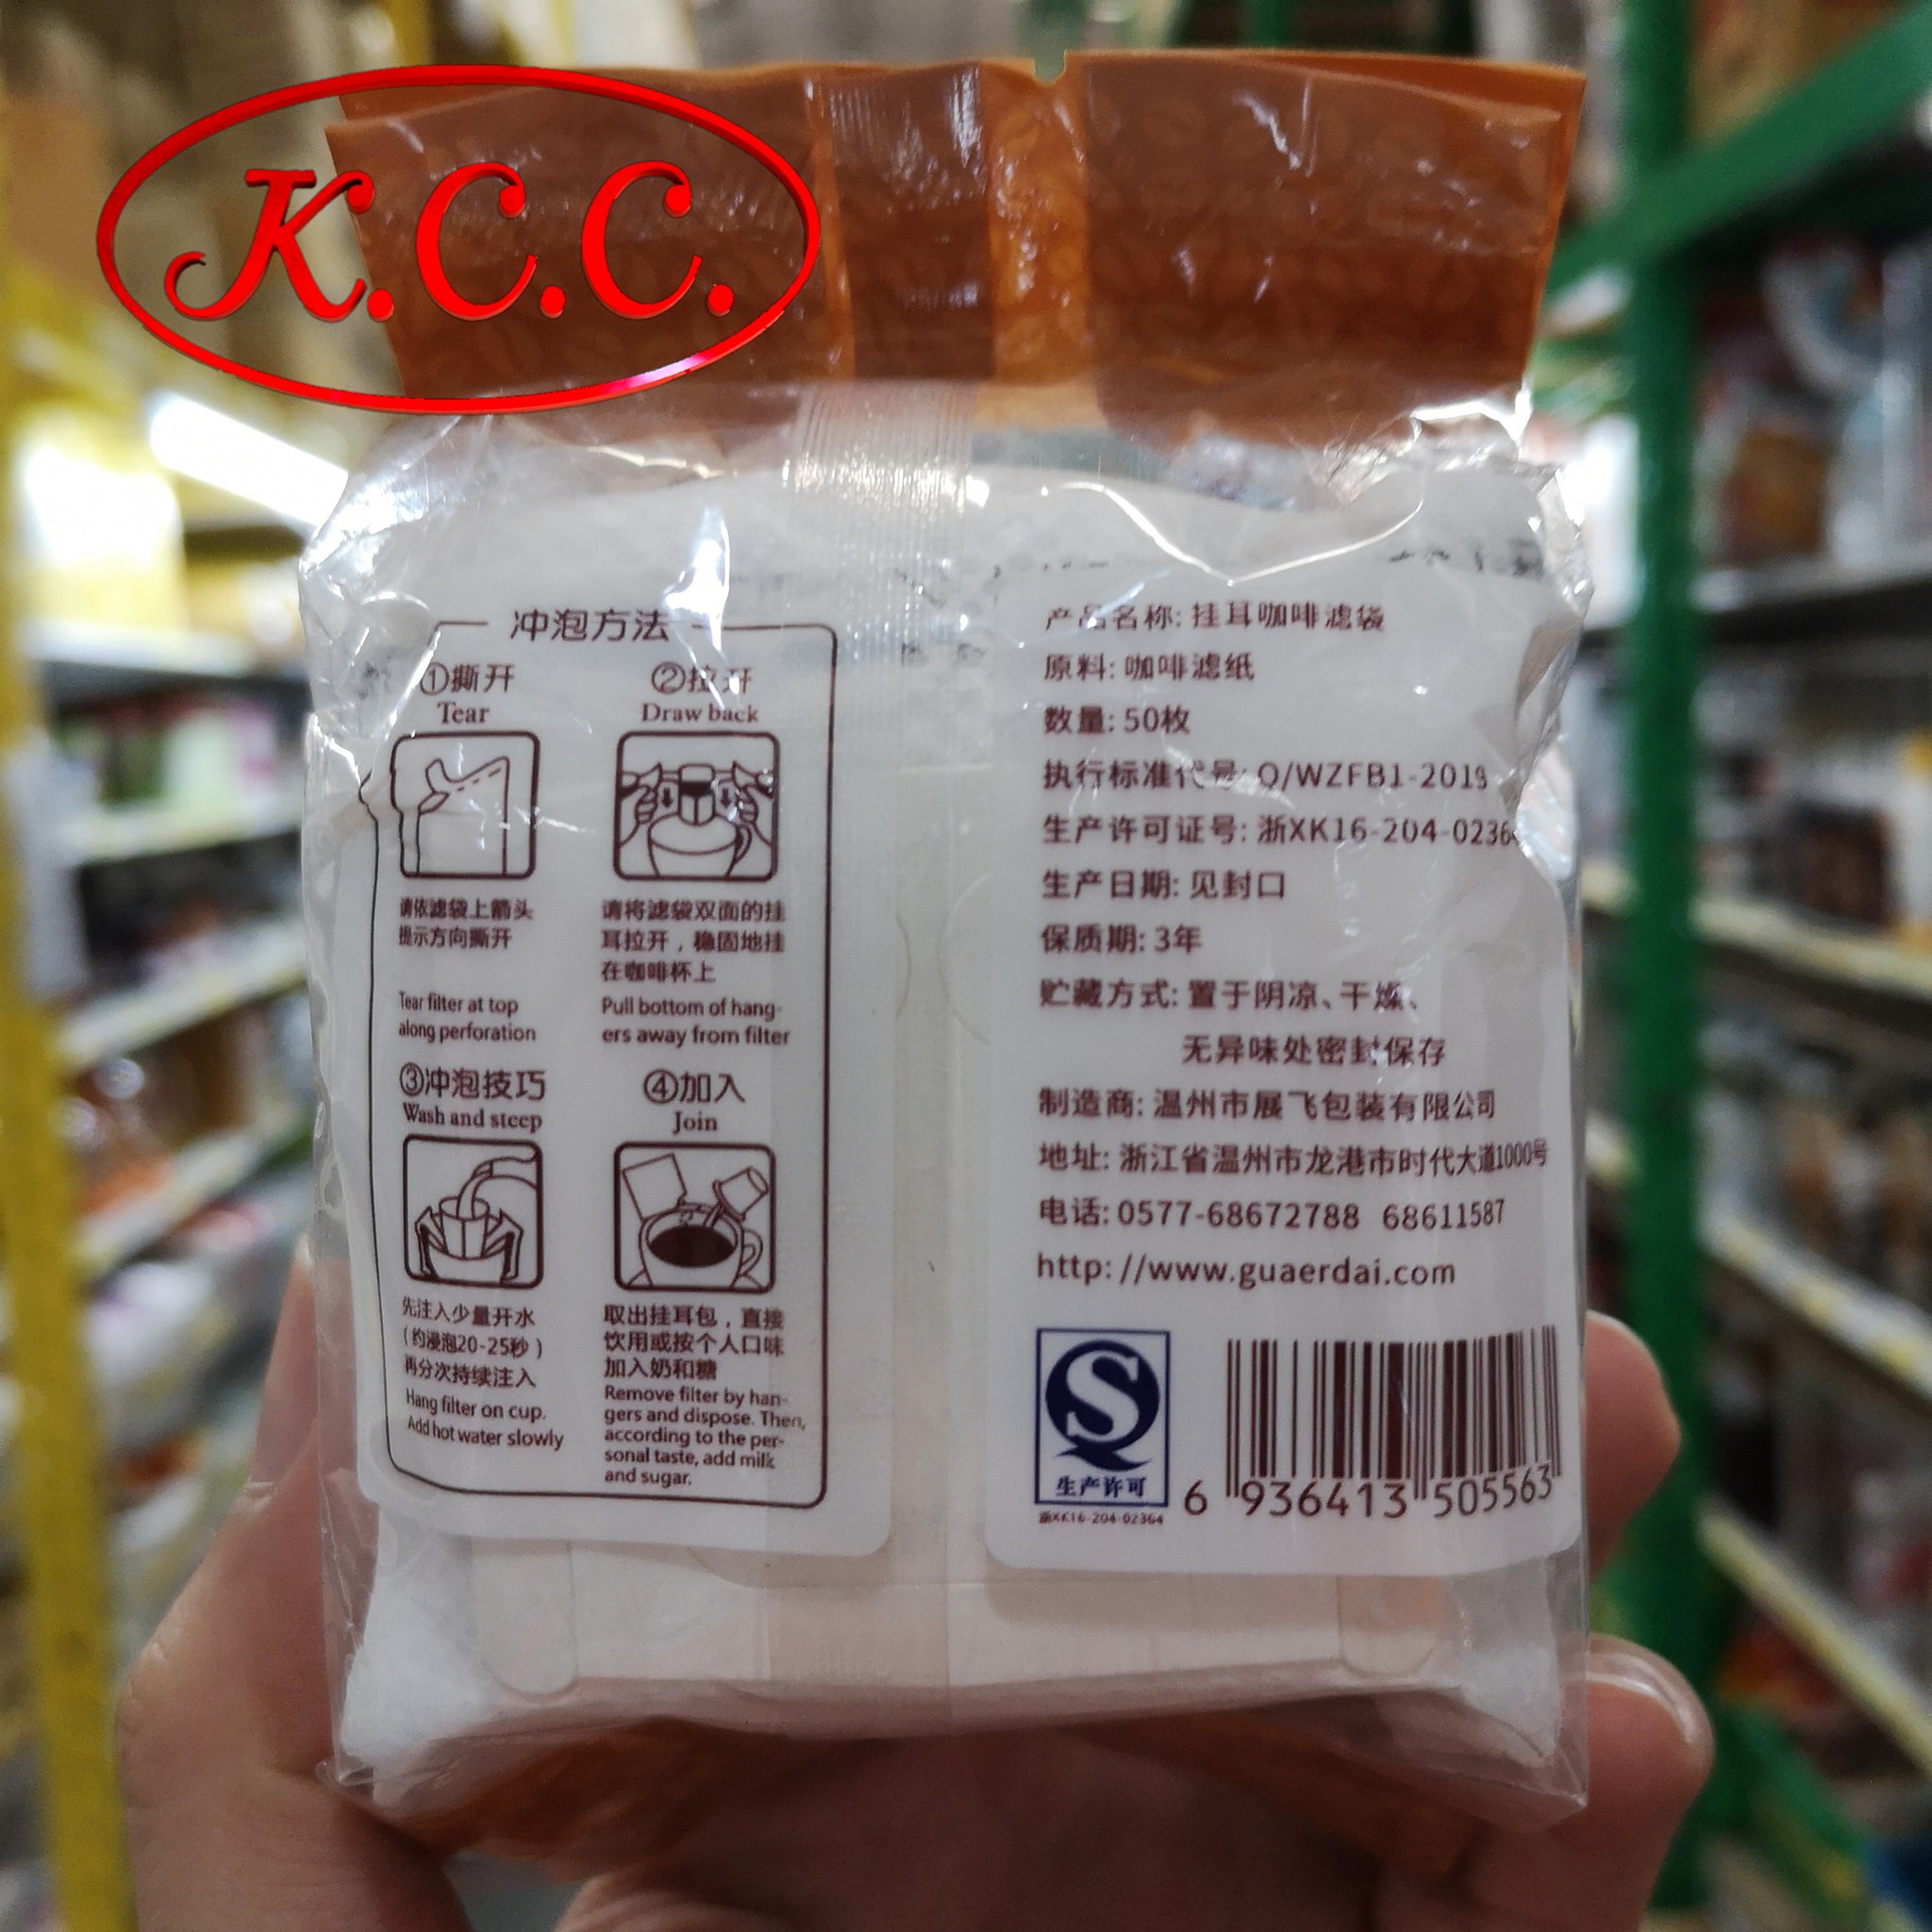 K.C.C.
冲泡方法
①撕开
Tear
请依滤袋上箭头
提示方向撕开
Tear filter at top
along perforation
②拉开
Draw back
请将滤袋双面的挂
耳拉开，稳固地挂
在咖啡杯上
Pull bottom of hang-
ers away from filter
③冲泡技巧
Wash and steep
先注入少量开水
（约浸泡20-25秒）
再分次持续注入
Hang filter on cup.
Add hot water slowly
④加入
Join
取出挂耳包，直接
饮用或按个人口味
加入奶和糖
Remove filter by han-
gers and dispose. Then,
according to the per-
sonal taste, add milk
and sugar.
产品名称: 挂耳咖啡滤袋
原料: 咖啡滤纸
数量: 50枚
执行标准代号: Q/WZFB1-2019
生产许可证号: 浙XK16-204-02364
生产日期: 见封口
保质期: 3年
贮藏方式: 置于阴凉、干燥、
无异味处密封保存
制造商: 温州市展飞包装有限公司
地址: 浙江省温州市龙港市时代大道1000号
电话: 0577-68672788 68611587
http://www.guaerdai.com
QS
生产许可
浙XK16-204-02364
6 936413 505563